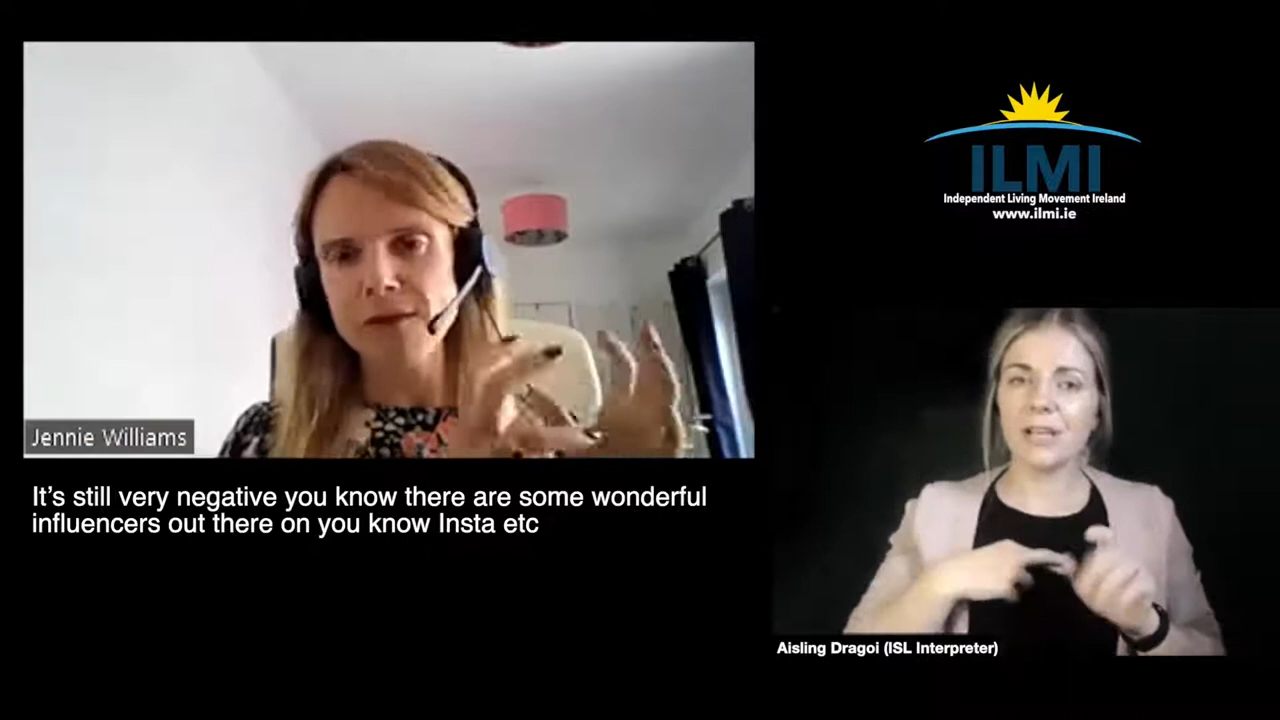 ILMI
Independent Living Movement Ireland
www.ilmi.ie
Jennie Williams
It's still very negative you know there are some wonderful
influencers out there on you know Insta etc
Aisling Dragoi (ISL Interpreter)